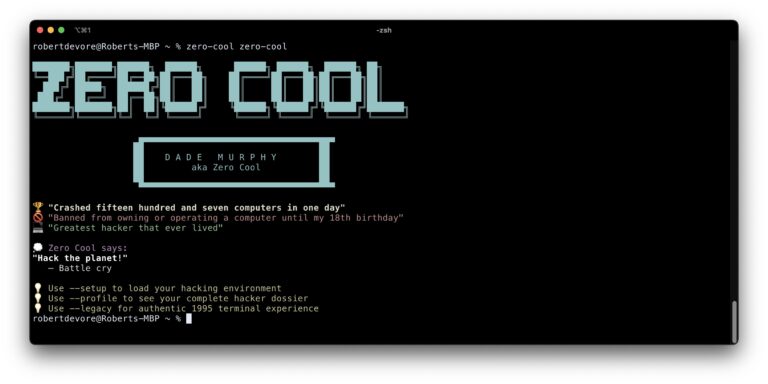 ⌥⌘1
-zsh
robertdevore@Roberts-MBP ~ % zero-cool zero-cool
ZERO COOL
DADE MURPHY
aka Zero Cool
🏆 "Crashed fifteen hundred and seven computers in one day"
🚫 "Banned from owning or operating a computer until my 18th birthday"
⌨️ "Greatest hacker that ever lived"
💭 Zero Cool says:
"Hack the planet!"
— Battle cry
💡 Use --setup to load your hacking environment
💡 Use --profile to see your complete hacker dossier
💡 Use --legacy for authentic 1995 terminal experience
robertdevore@Roberts-MBP ~ %